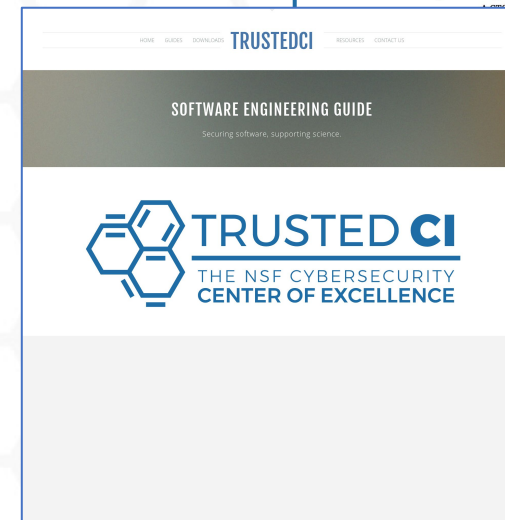 HOME GUIDES DOWNLOADS TRUSTEDCI RESOURCES CONTACT US
SOFTWARE ENGINEERING GUIDE
Securing software, supporting science.
TRUSTED CI
THE NSF CYBERSECURITY
CENTER OF EXCELLENCE